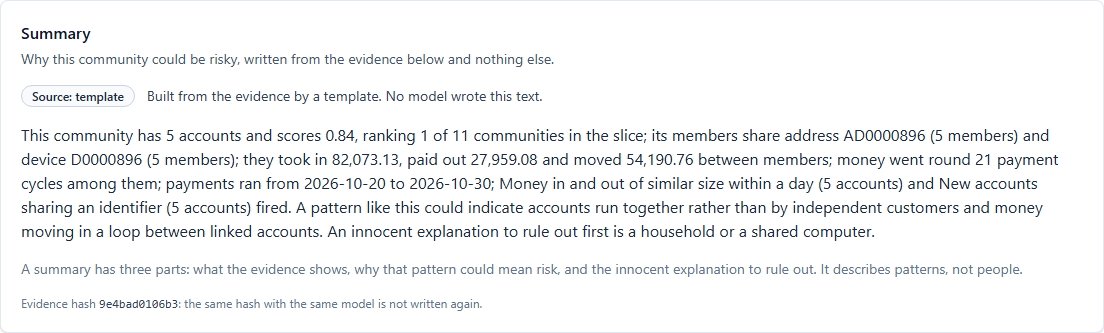 Summary
Why this community could be risky, written from the evidence below and nothing else.
Source: template Built from the evidence by a template. No model wrote this text.
This community has 5 accounts and scores 0.84, ranking 1 of 11 communities in the slice; its members share address AD0000896 (5 members) and
device D0000896 (5 members); they took in 82,073.13, paid out 27,959.08 and moved 54,190.76 between members; money went round 21 payment
cycles among them; payments ran from 2026-10-20 to 2026-10-30; Money in and out of similar size within a day (5 accounts) and New accounts
sharing an identifier (5 accounts) fired. A pattern like this could indicate accounts run together rather than by independent customers and money
moving in a loop between linked accounts. An innocent explanation to rule out first is a household or a shared computer.
A summary has three parts: what the evidence shows, why that pattern could mean risk, and the innocent explanation to rule out. It describes patterns, not people.
Evidence hash 9e4bad0106b3: the same hash with the same model is not written again.